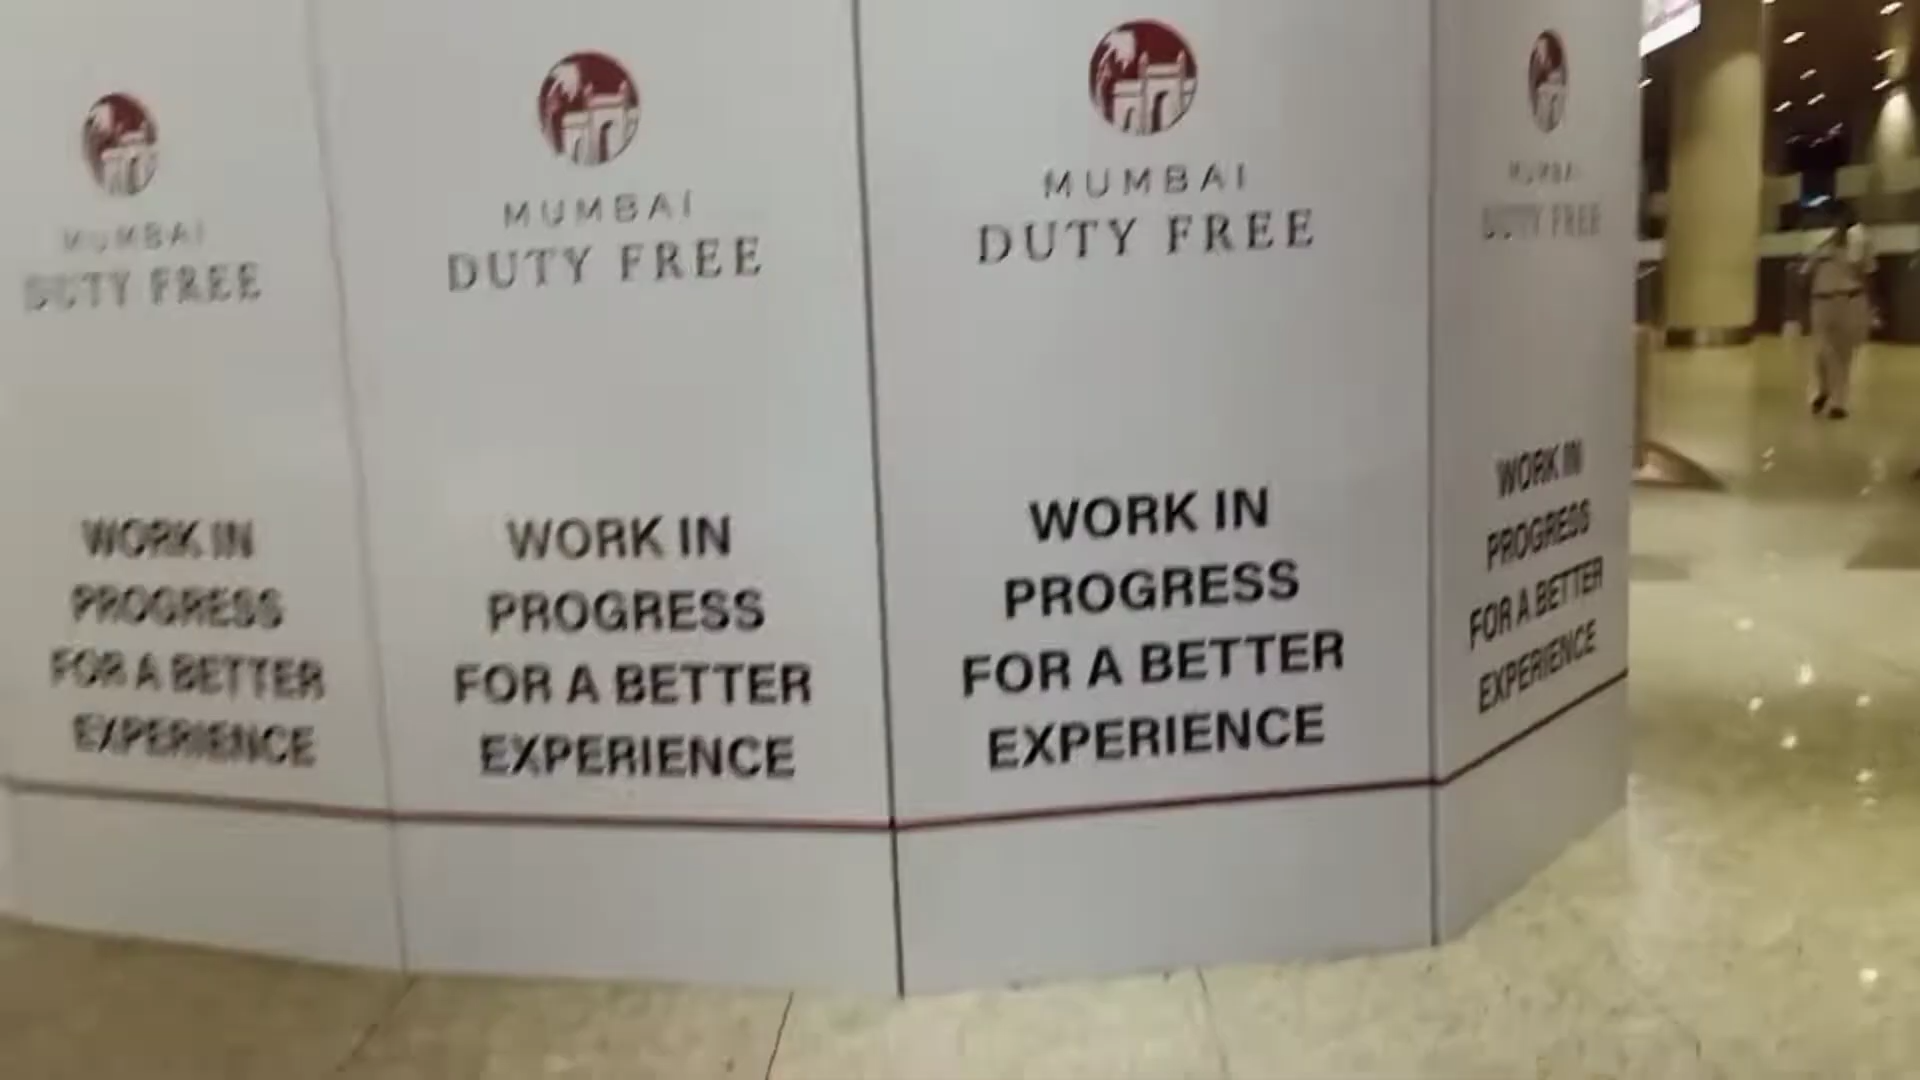 MUMBAI
DUTY FREE
WORK IN
PROGRESS
FOR A BETTER
EXPERIENCE
MUMBAI
DUTY FREE
WORK IN
PROGRESS
FOR A BETTER
EXPERIENCE
MUMBAI
DUTY FREE
WORK IN
PROGRESS
FOR A BETTER
EXPERIENCE
MUMBAI
DUTY FREE
WORK IN
PROGRESS
FOR A BETTER
EXPERIENCE